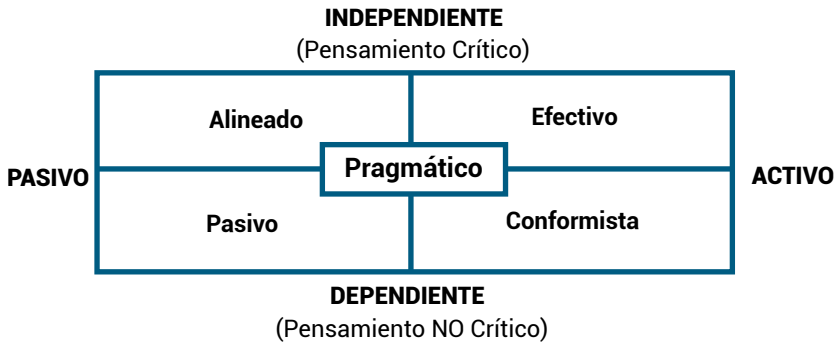 INDEPENDIENTE
(Pensamiento Crítico)
Alineado
Efectivo
PASIVO
Pragmático
ACTIVO
Pasivo
Conformista
DEPENDIENTE
(Pensamiento NO Crítico)